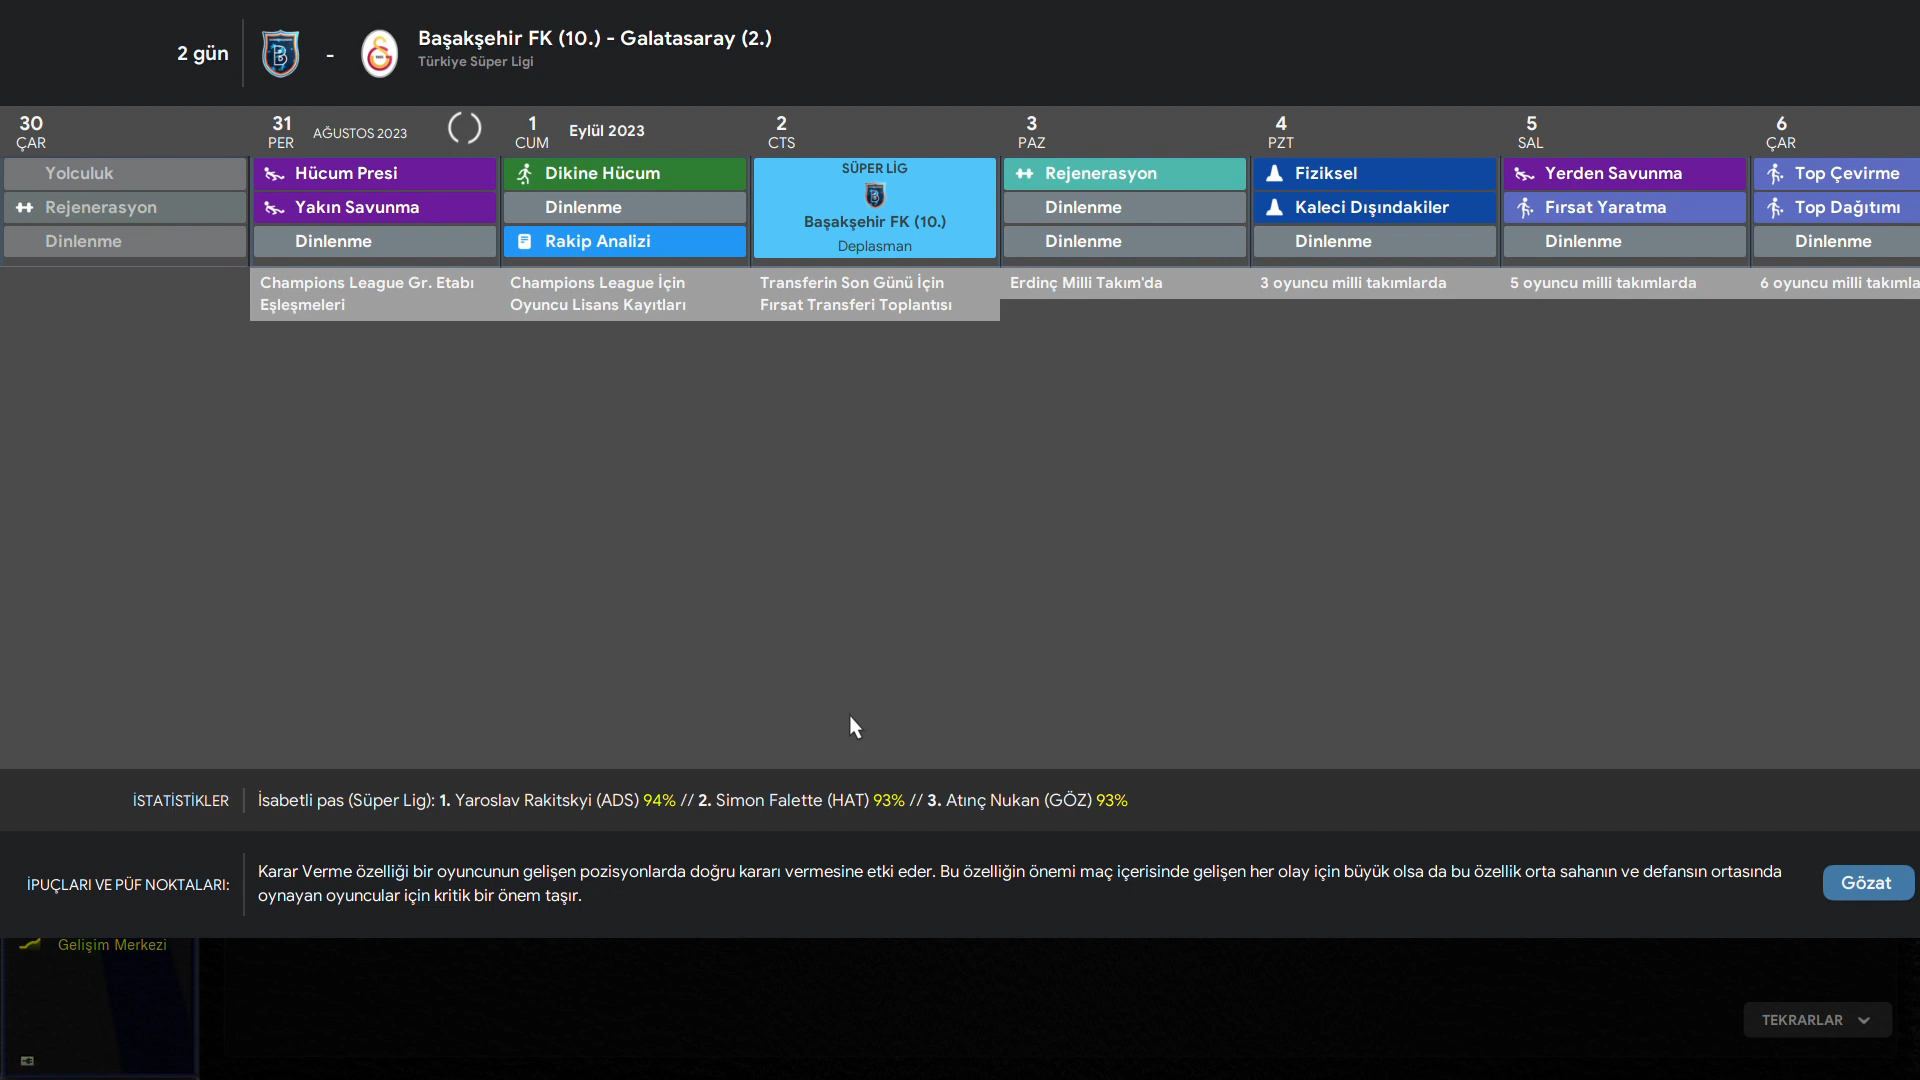 2 gün
-
Başakşehir FK (10.) - Galatasaray (2.)
Türkiye Süper Ligi
30
ÇAR
31
PER
AĞUSTOS 2023
1
CUM
Eylül 2023
2
CTS
3
PAZ
4
PZT
5
SAL
6
ÇAR
Yolculuk
Rejenerasyon
Dinlenme
Hücum Presi
Yakın Savunma
Dinlenme
Champions League Gr. Etabı
Eşleşmeleri
Dikine Hücum
Dinlenme
Rakip Analizi
Champions League İçin
Oyuncu Lisans Kayıtları
SÜPER LİG
Başakşehir FK (10.)
Deplasman
Transferin Son Günü İçin
Fırsat Transferi Toplantısı
Rejenerasyon
Dinlenme
Dinlenme
Erdinç Milli Takım'da
Fiziksel
Kaleci Dışındakiler
Dinlenme
3 oyuncu milli takımlarda
Yerden Savunma
Fırsat Yaratma
Dinlenme
5 oyuncu milli takımlarda
Top Çevirme
Top Dağıtımı
Dinlenme
6 oyuncu milli takımla
İSTATİSTİKLER
İsabetli pas (Süper Lig): 1. Yaroslav Rakitskyi (ADS) 94% // 2. Simon Falette (HAT) 93% // 3. Atınç Nukan (GÖZ) 93%
İPUÇLARI VE PÜF NOKTALARI:
Karar Verme özelliği bir oyuncunun gelişen pozisyonlarda doğru kararı vermesine etki eder. Bu özelliğin önemi maç içerisinde gelişen her olay için büyük olsa da bu özellik orta sahanın ve defansın ortasında
oynayan oyuncular için kritik bir önem taşır.
Gözat
Gelişim Merkezi
TEKRARLAR